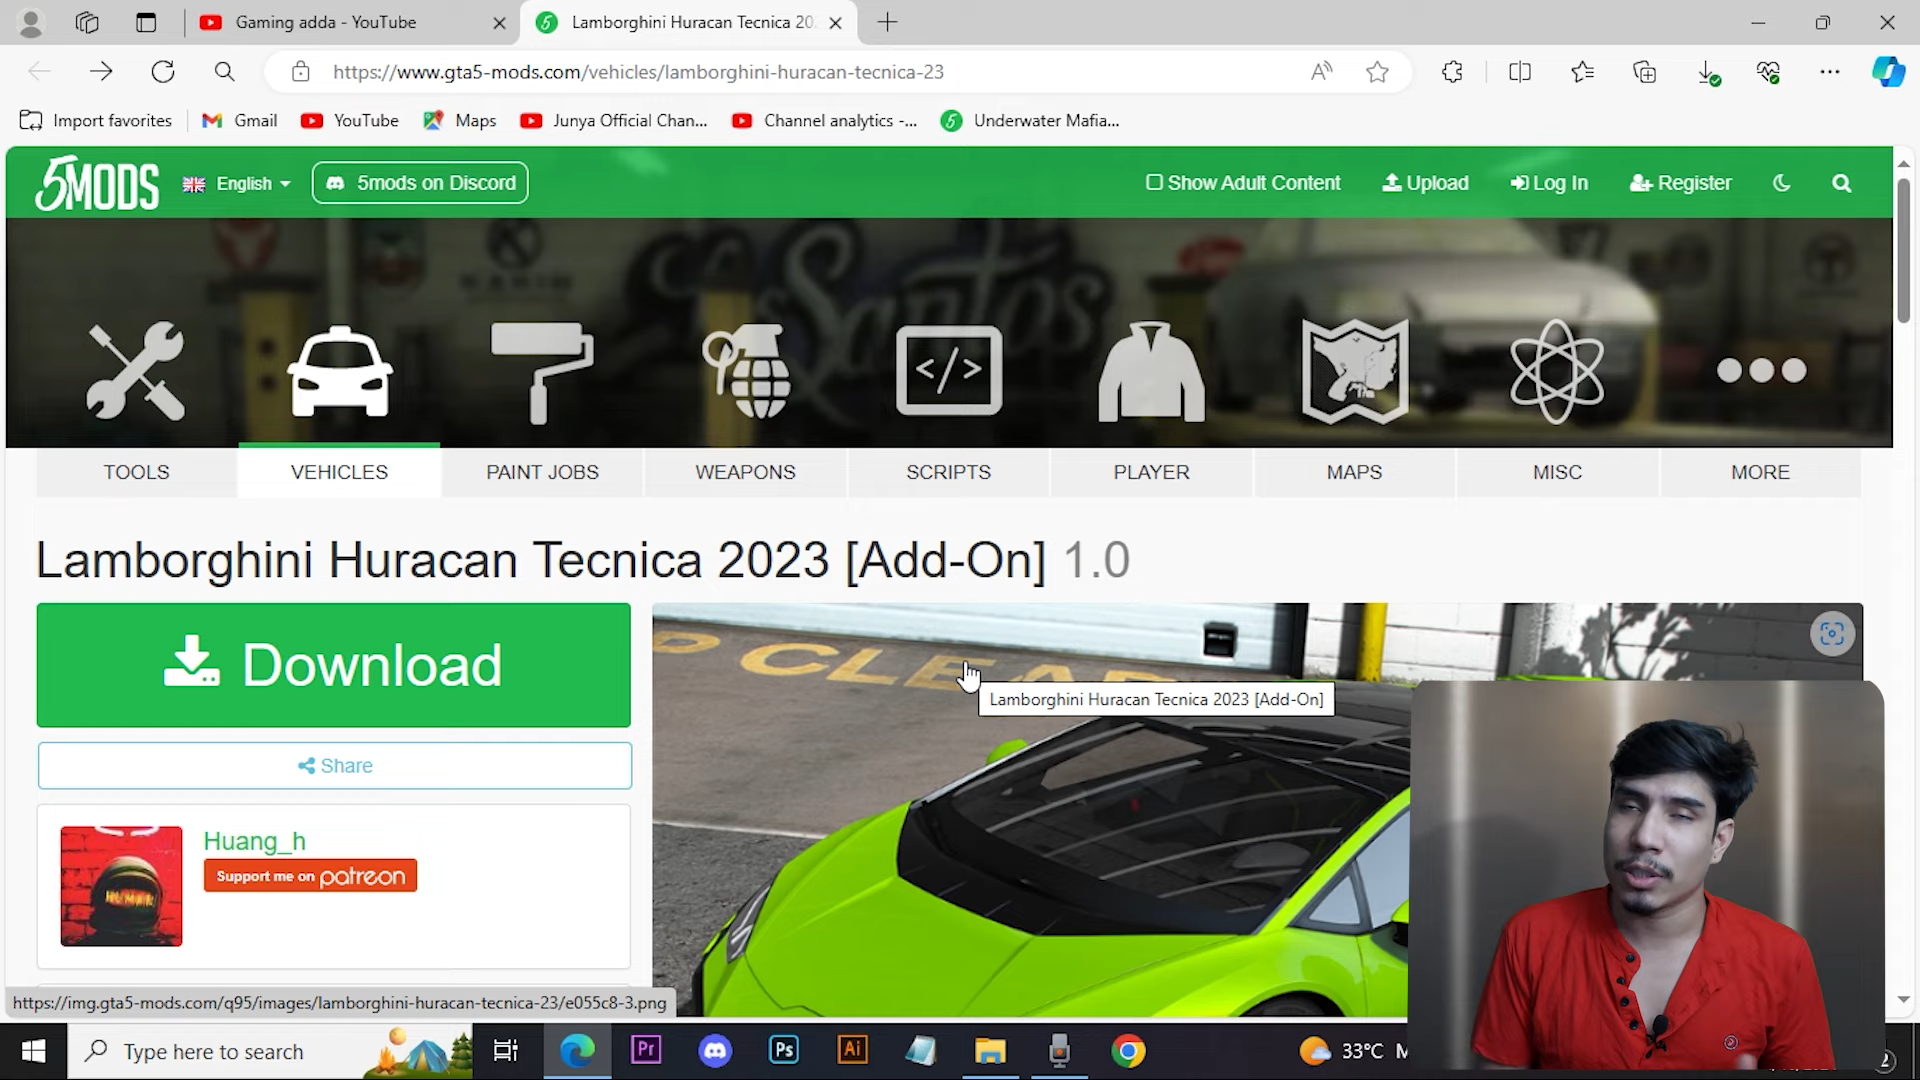 Gaming adda - YouTube
Lamborghini Huracan Tecnica 20
https://www.gta5-mods.com/vehicles/lamborghini-huracan-tecnica-23
Import favorites
Gmail
YouTube
Maps
Junya Official Chan...
Channel analytics -...
Underwater Mafia...
5MODS
English
5mods on Discord
Show Adult Content
Upload
Log In
Register
TOOLS
VEHICLES
PAINT JOBS
WEAPONS
SCRIPTS
PLAYER
MAPS
MISC
MORE
Lamborghini Huracan Tecnica 2023 [Add-On] 1.0
Download
Lamborghini Huracan Tecnica 2023 [Add-On]
Share
Huang_h
Support me on patreon
https://img.gta5-mods.com/q95/images/lamborghini-huracan-tecnica-23/e055c8-3.png
Type here to search
Pr
Ps
Ai
33°C